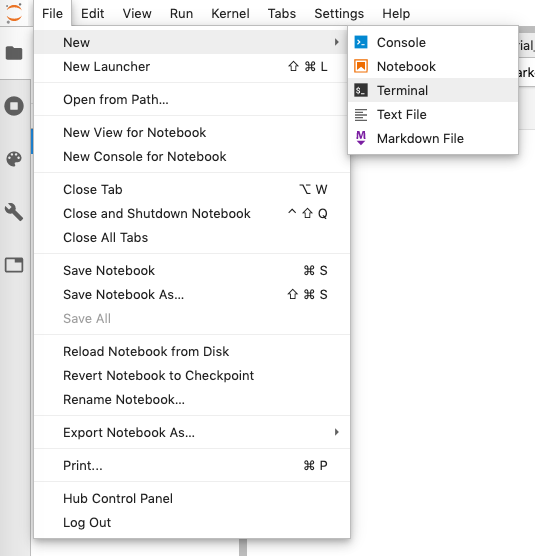 File Edit View Run Kernel Tabs Settings Help
New
New Launcher ⇧ ⌘ L
Open from Path…
New View for Notebook
New Console for Notebook
Close Tab ⌥ W
Close and Shutdown Notebook ^ ⇧ Q
Close All Tabs
Save Notebook ⌘ S
Save Notebook As… ⇧ ⌘ S
Save All
Reload Notebook from Disk
Revert Notebook to Checkpoint
Rename Notebook…
Export Notebook As…
Print... ⌘ P
Hub Control Panel
Log Out
Console
Notebook
$_ Terminal
Text File
M Markdown File
rial_
arke